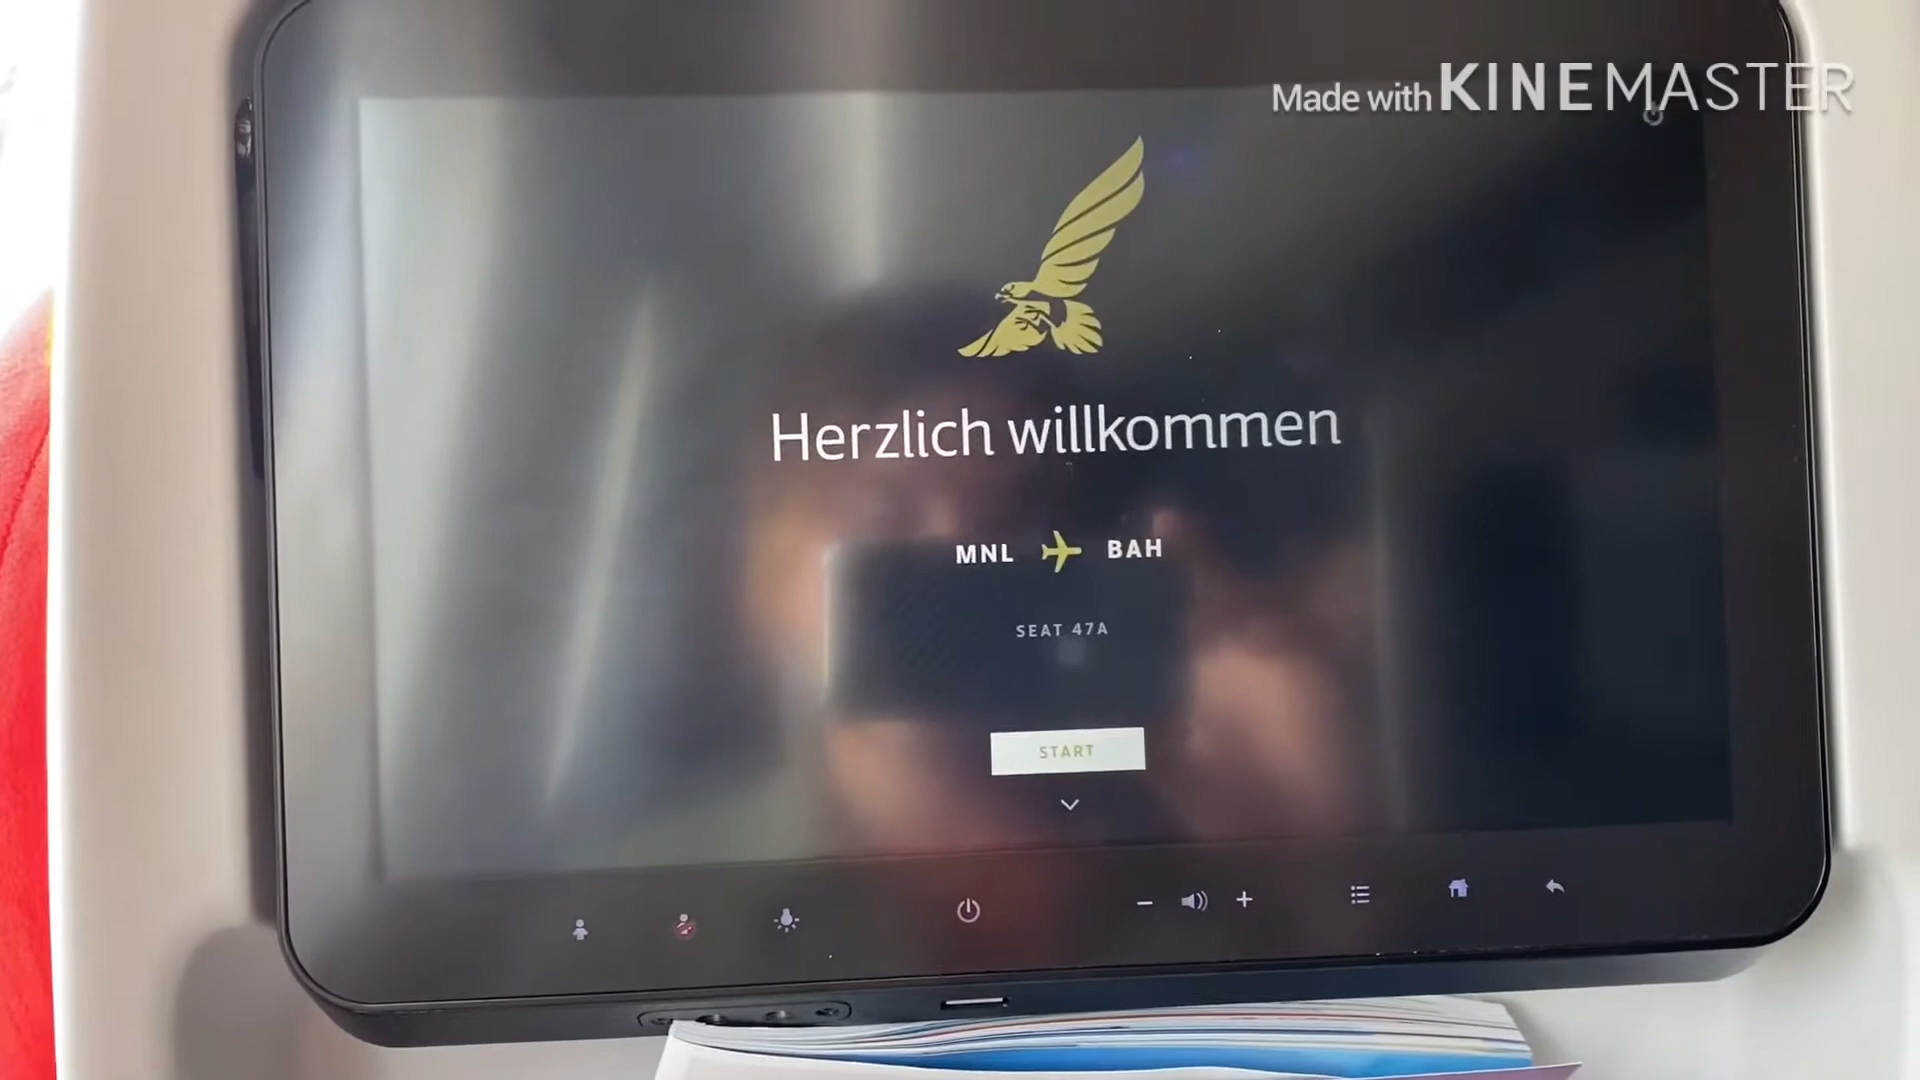 Made with KINEMASTER
Herzlich willkommen
MNL BAH
SEAT 47A
START